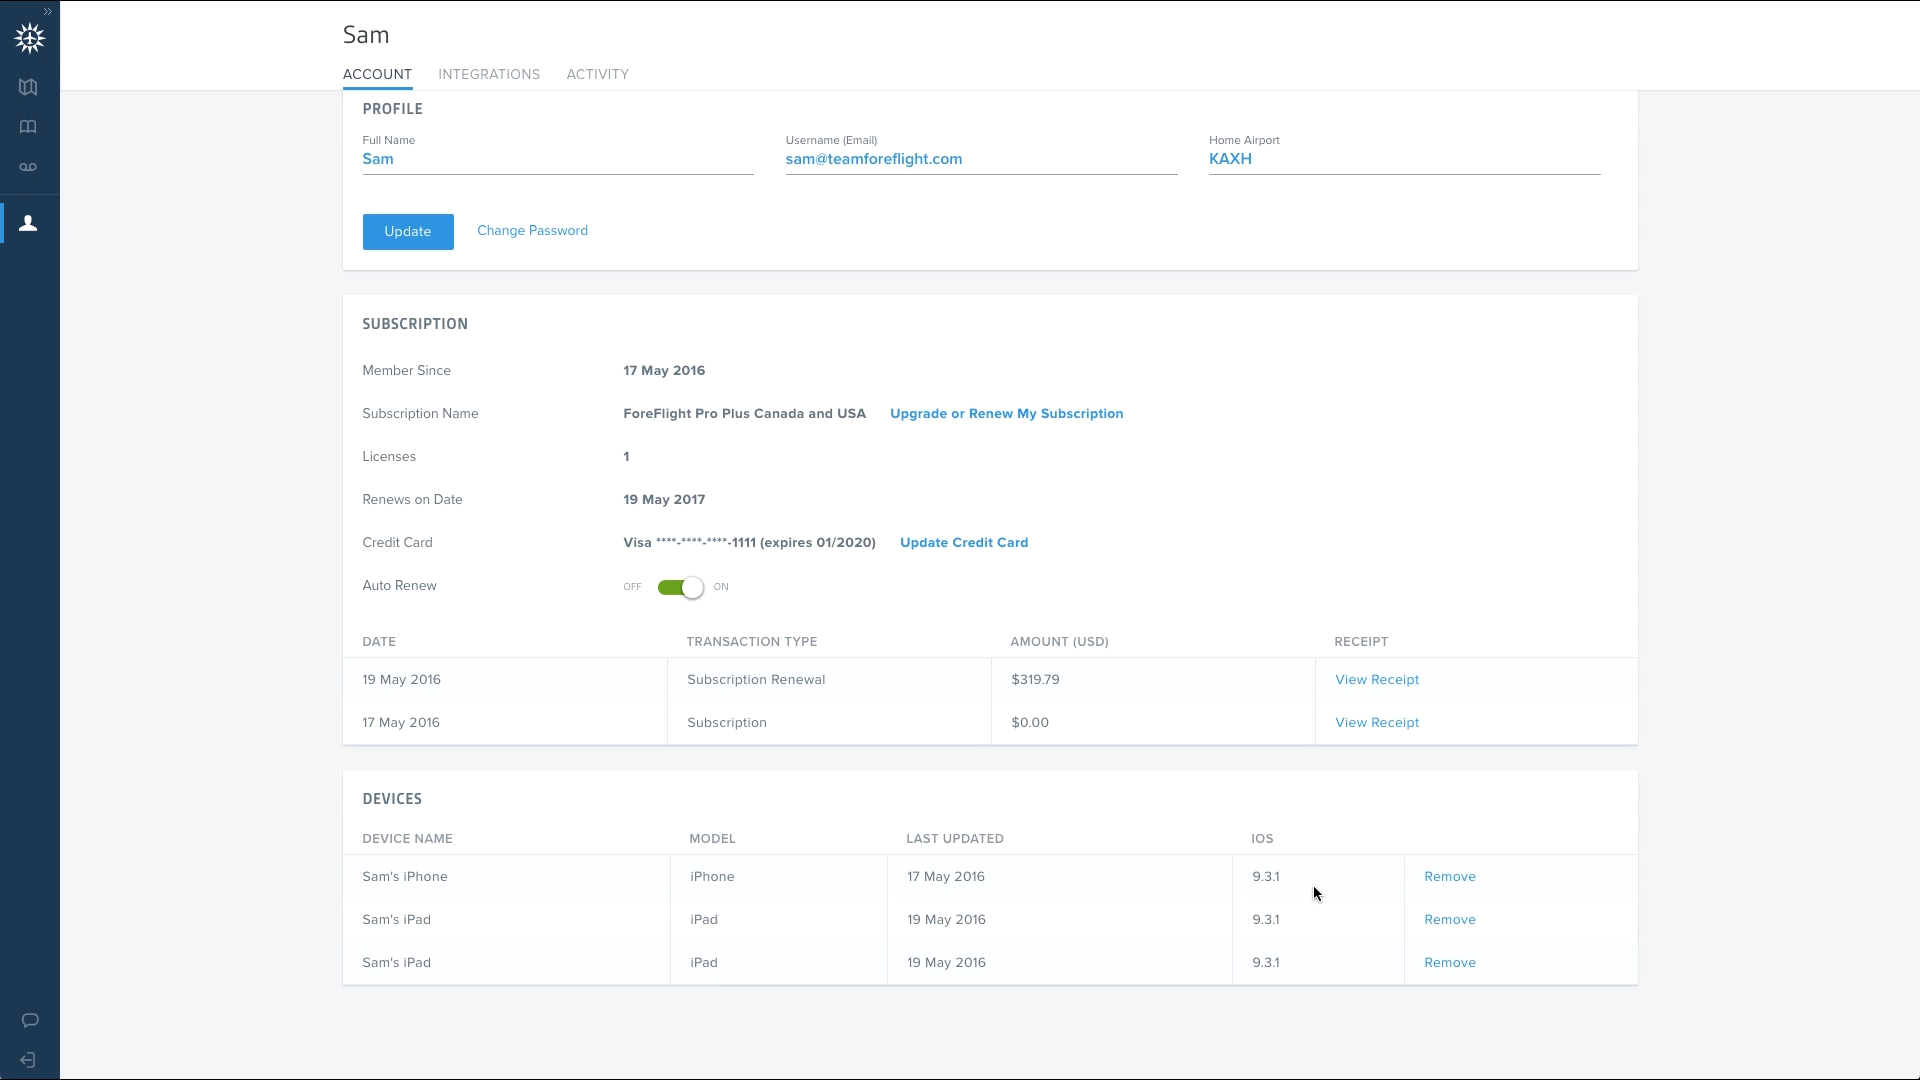 Sam
ACCOUNT INTEGRATIONS ACTIVITY
PROFILE
Full Name Username (Email) Home Airport
Sam sam@teamforeflight.com KAXH
Update Change Password
SUBSCRIPTION
Member Since 17 May 2016
Subscription Name ForeFlight Pro Plus Canada and USA Upgrade or Renew My Subscription
Licenses 1
Renews on Date 19 May 2017
Credit Card Visa ****-****-****-1111 (expires 01/2020) Update Credit Card
Auto Renew OFF ON
DATE TRANSACTION TYPE AMOUNT (USD) RECEIPT
19 May 2016 Subscription Renewal $319.79 View Receipt
17 May 2016 Subscription $0.00 View Receipt
DEVICES
DEVICE NAME MODEL LAST UPDATED IOS
Sam's iPhone iPhone 17 May 2016 9.3.1 Remove
Sam's iPad iPad 19 May 2016 9.3.1 Remove
Sam's iPad iPad 19 May 2016 9.3.1 Remove